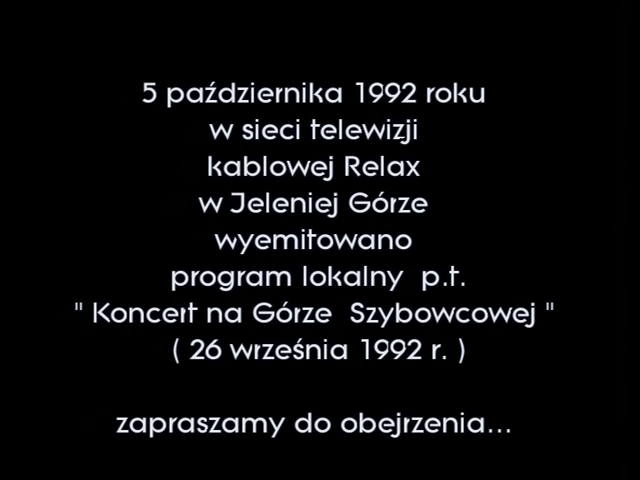 5 października 1992 roku
w sieci telewizji
kablowej Relax
w Jeleniej Górze
wyemitowano
program lokalny p.t.
" Koncert na Górze Szybowcowej "
( 26 września 1992 r. )
zapraszamy do obejrzenia...